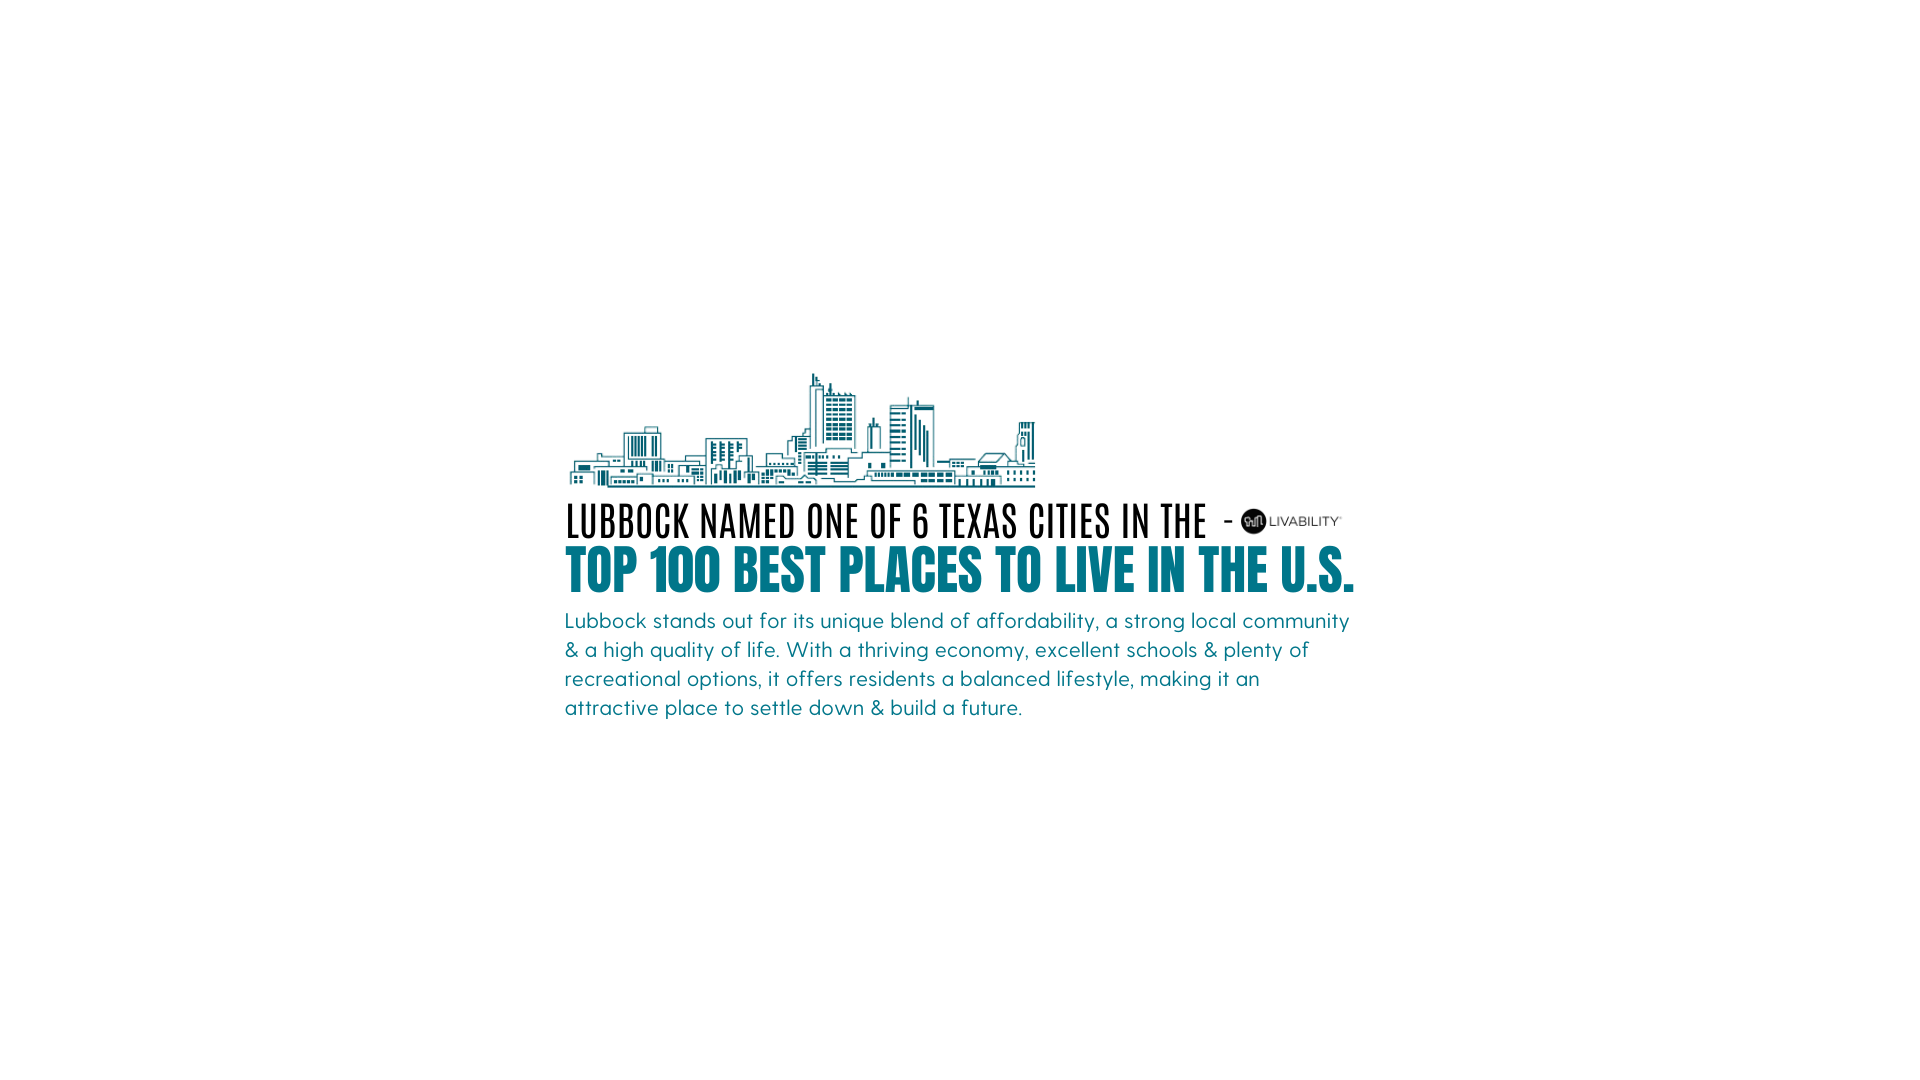 LUBBOCK NAMED ONE OF 6 TEXAS CITIES IN THE - LIVABILITY
TOP 100 BEST PLACES TO LIVE IN THE U.S.
Lubbock stands out for its unique blend of affordability, a strong local community
& a high quality of life. With a thriving economy, excellent schools & plenty of
recreational options, it offers residents a balanced lifestyle, making it an
attractive place to settle down & build a future.